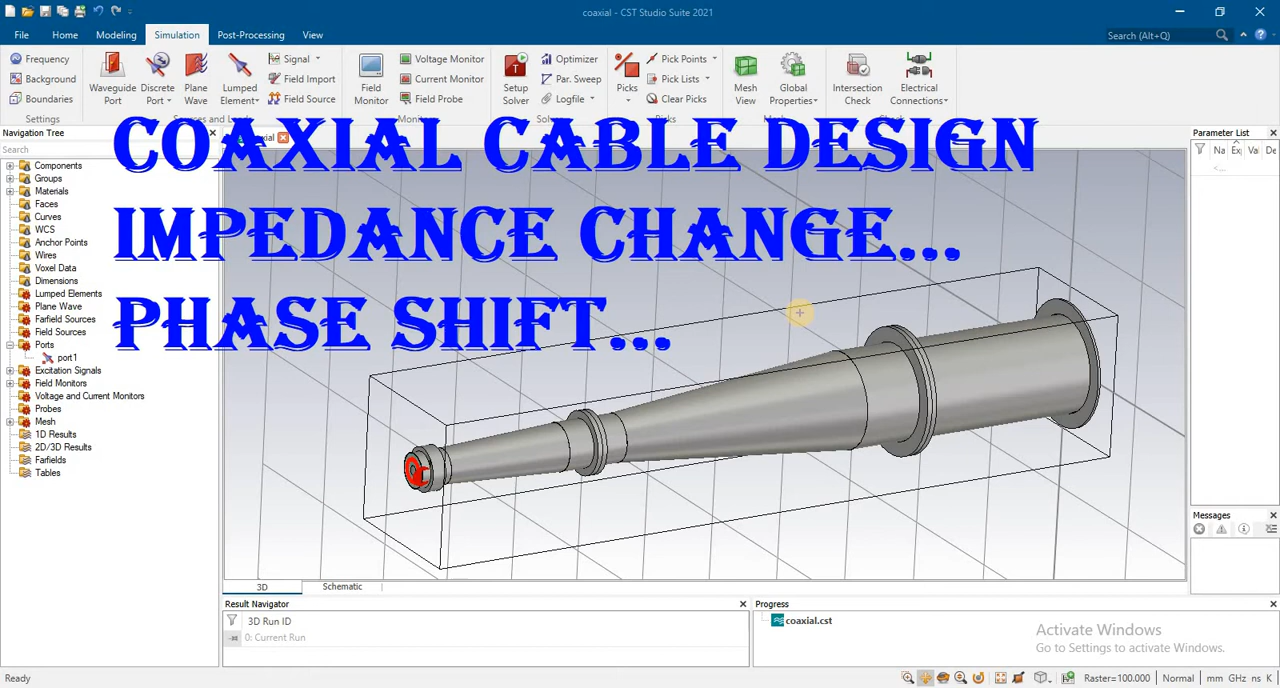 coaxial - CST Studio Suite 2021
File Home Modeling Simulation Post-Processing View Search (Alt+Q)
Frequency
Background
Boundaries
Settings
Waveguide Port
Discrete Port
Plane Wave
Lumped Element
Signal
Field Import
Field Source
Field Monitor
Voltage Monitor
Current Monitor
Field Probe
Setup Solver
Optimizer
Par. Sweep
Logfile
Picks
Pick Points
Pick Lists
Clear Picks
Mesh View
Global Properties
Intersection Check
Electrical Connections
Navigation Tree
Search
COAXIAL CABLE DESIGN
IMPEDANCE CHANGE...
PHASE SHIFT...
Components
Groups
Materials
Faces
Curves
WCS
Anchor Points
Wires
Voxel Data
Dimensions
Lumped Elements
Plane Wave
Farfield Sources
Field Sources
Ports
port1
Excitation Signals
Field Monitors
Voltage and Current Monitors
Probes
Mesh
1D Results
2D/3D Results
Farfields
Tables
Parameter List
Na Ex Va De
Messages
3D Schematic
Result Navigator
3D Run ID
0: Current Run
Progress
coaxial.cst
Activate Windows
Go to Settings to activate Windows.
Ready
Raster=100.000 Normal mm GHz ns K